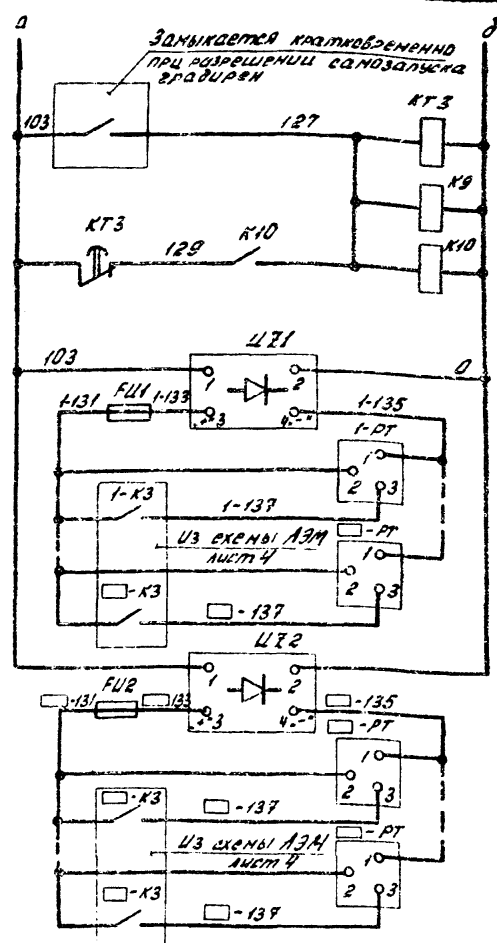 а
б
Замыкается кратковременно
при разрешении самозапуска
градирен
103
127
КТ3
К9
КТ3
129
К10
К10
UZ1
103
0
1
2
1-131
FU1
1-133
"+"3
4"-"
1-135
1-РТ
1
2
3
1-К3
1-137
-РТ
Из схемы АЭМ
лист 4
1
2
3
-К3
-137
UZ2
1
2
-131
FU2
133
"+"3
4"-"
-135
-РТ
1
2
3
-К3
-137
-РТ
Из схемы АЭМ
лист 4
1
2
3
-К3
-137